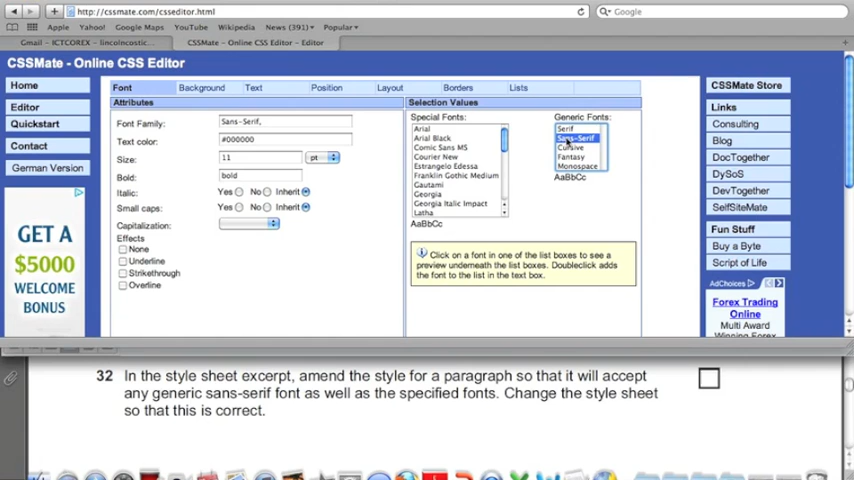 http://cssmate.com/csseditor.html
Google
Apple Yahoo! Google Maps YouTube Wikipedia News (391) Popular
Gmail - ICTCOREX - lincolncostic...
CSSMate - Online CSS Editor - Editor
CSSMate - Online CSS Editor
Home
Editor
Quickstart
Contact
German Version
GET A
$5000
WELCOME
BONUS
Font Background Text Position Layout Borders Lists
Attributes
Font Family: Sans-Serif,
Text color: #000000
Size: 11 pt
Bold: bold
Italic: Yes No Inherit
Small caps: Yes No Inherit
Capitalization:
Effects
None
Underline
Strikethrough
Overline
Selection Values
Special Fonts:
Arial
Arial Black
Comic Sans MS
Courier New
Estrangelo Edessa
Franklin Gothic Medium
Gautami
Georgia
Georgia Italic Impact
Latha
AaBbCc
Generic Fonts:
Serif
Sans-Serif
Cursive
Fantasy
Monospace
AaBbCc
Click on a font in one of the list boxes to see a
preview underneath the list boxes. Doubleclick adds
the font to the list in the text box.
CSSMate Store
Links
Consulting
Blog
DocTogether
DySoS
DevTogether
SelfSiteMate
Fun Stuff
Buy a Byte
Script of Life
AdChoices
Forex Trading
Online
Multi Award
Winning Forex
32 In the style sheet excerpt, amend the style for a paragraph so that it will accept
any generic sans-serif font as well as the specified fonts. Change the style sheet
so that this is correct.